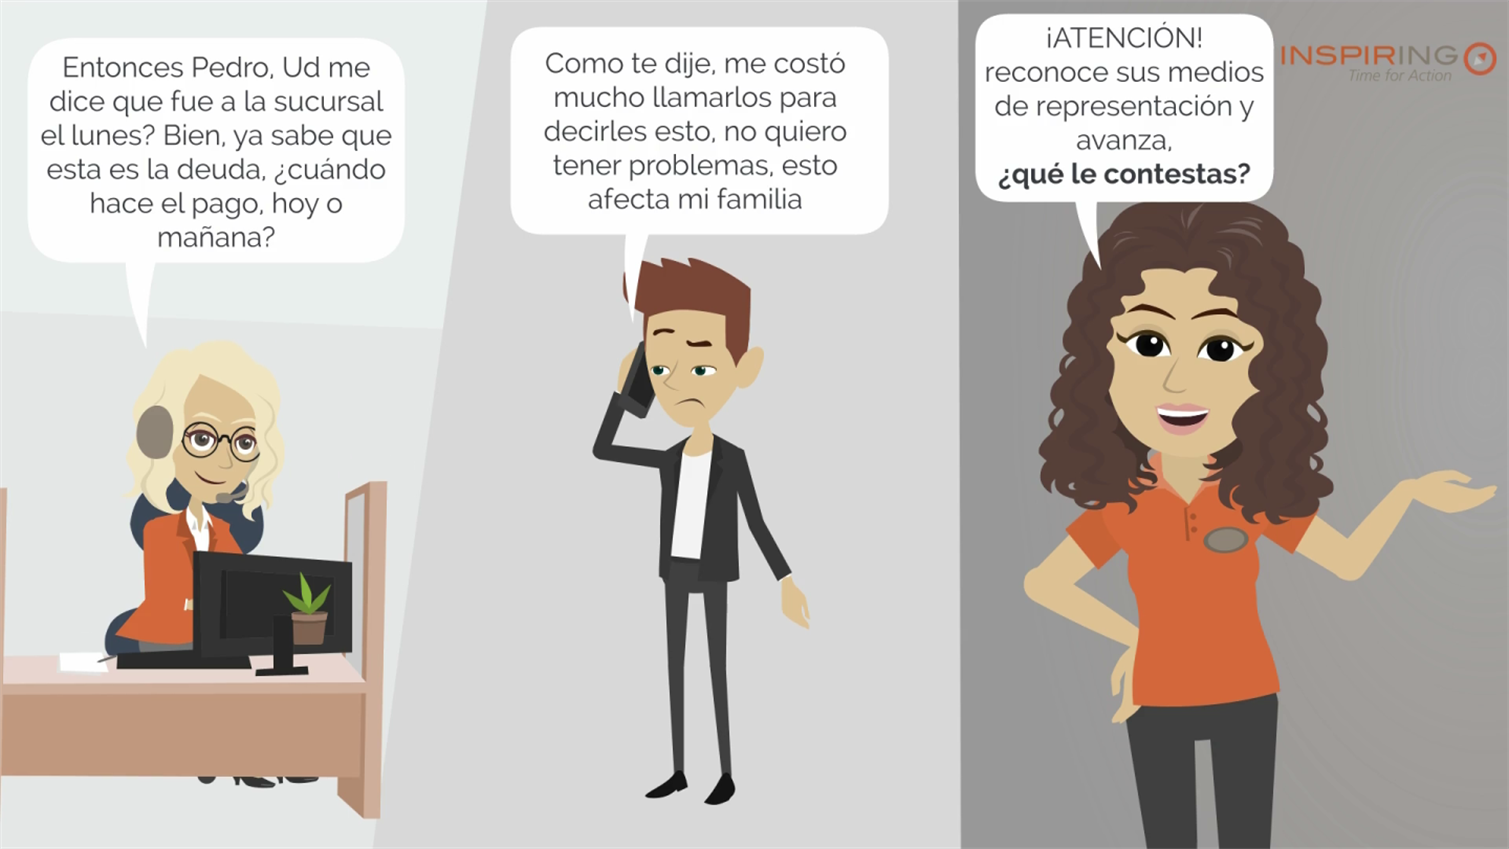 Entonces Pedro, Ud me
dice que fue a la sucursal
el lunes? Bien, ya sabe que
esta es la deuda, ¿cuándo
hace el pago, hoy o
mañana?
Como te dije, me costó
mucho llamarlos para
decirles esto, no quiero
tener problemas, esto
afecta mi familia
¡ATENCIÓN!
reconoce sus medios
de representación y
avanza,
¿qué le contestas?
INSPIRING
Time for Action